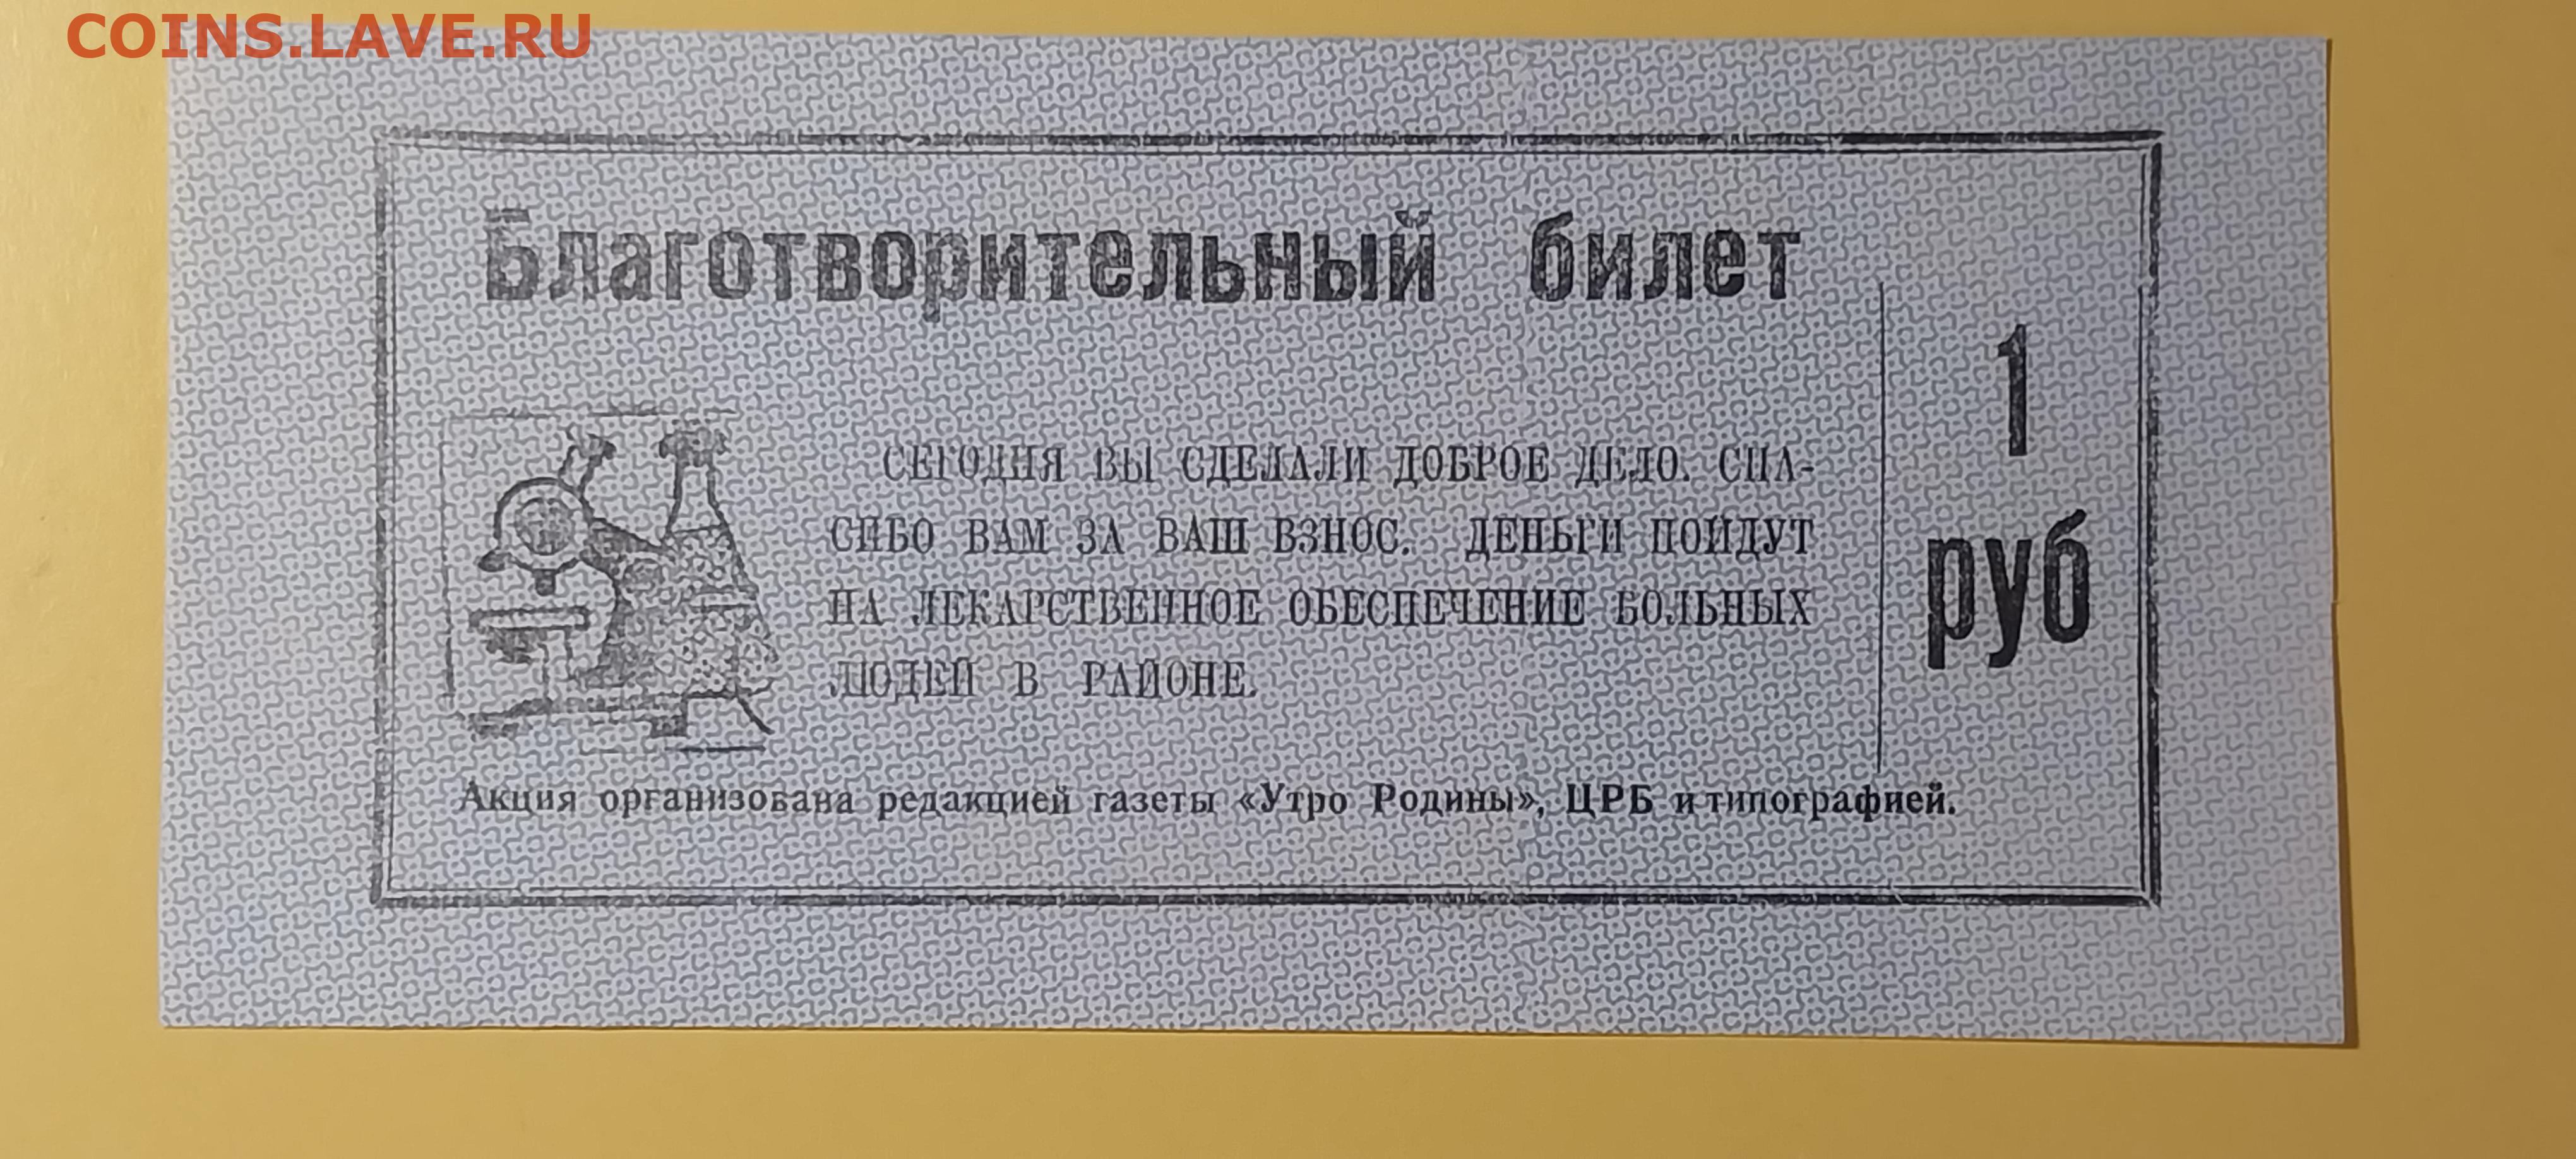 COINS.LAVE.RU
Благотворительный билет
1
руб
СЕГОДНЯ ВЫ СДЕЛАЛИ ДОБРОЕ ДЕЛО. СПА-
СИБО ВАМ ЗА ВАШ ВЗНОС. ДЕНЬГИ ПОЙДУТ
НА ЛЕКАРСТВЕННОЕ ОБЕСПЕЧЕНИЕ БОЛЬНЫХ
ЛЮДЕЙ В РАЙОНЕ.
Акция организована редакцией газеты «Утро Родины», ЦРБ и типографией.